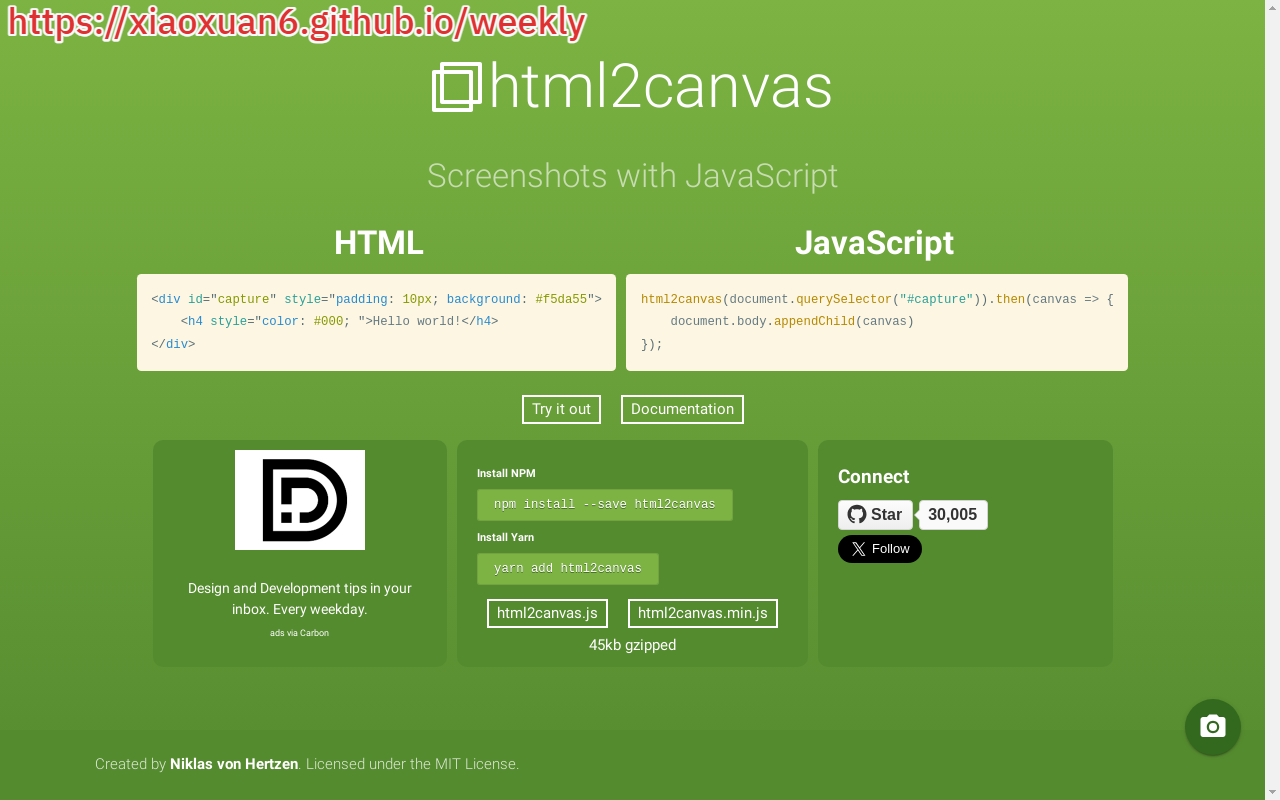 https://xiaoxuan6.github.io/weekly
html2canvas
Screenshots with JavaScript
HTML
<div id="capture" style="padding: 10px; background: #f5da55">
    <h4 style="color: #000; ">Hello world!</h4>
</div>
JavaScript
html2canvas(document.querySelector("#capture")).then(canvas => {
    document.body.appendChild(canvas)
});
Try it out
Documentation
Design and Development tips in your
inbox. Every weekday.
ads via Carbon
Install NPM
npm install --save html2canvas
Install Yarn
yarn add html2canvas
html2canvas.js
html2canvas.min.js
45kb gzipped
Connect
Star
30,005
Follow
Created by Niklas von Hertzen. Licensed under the MIT License.